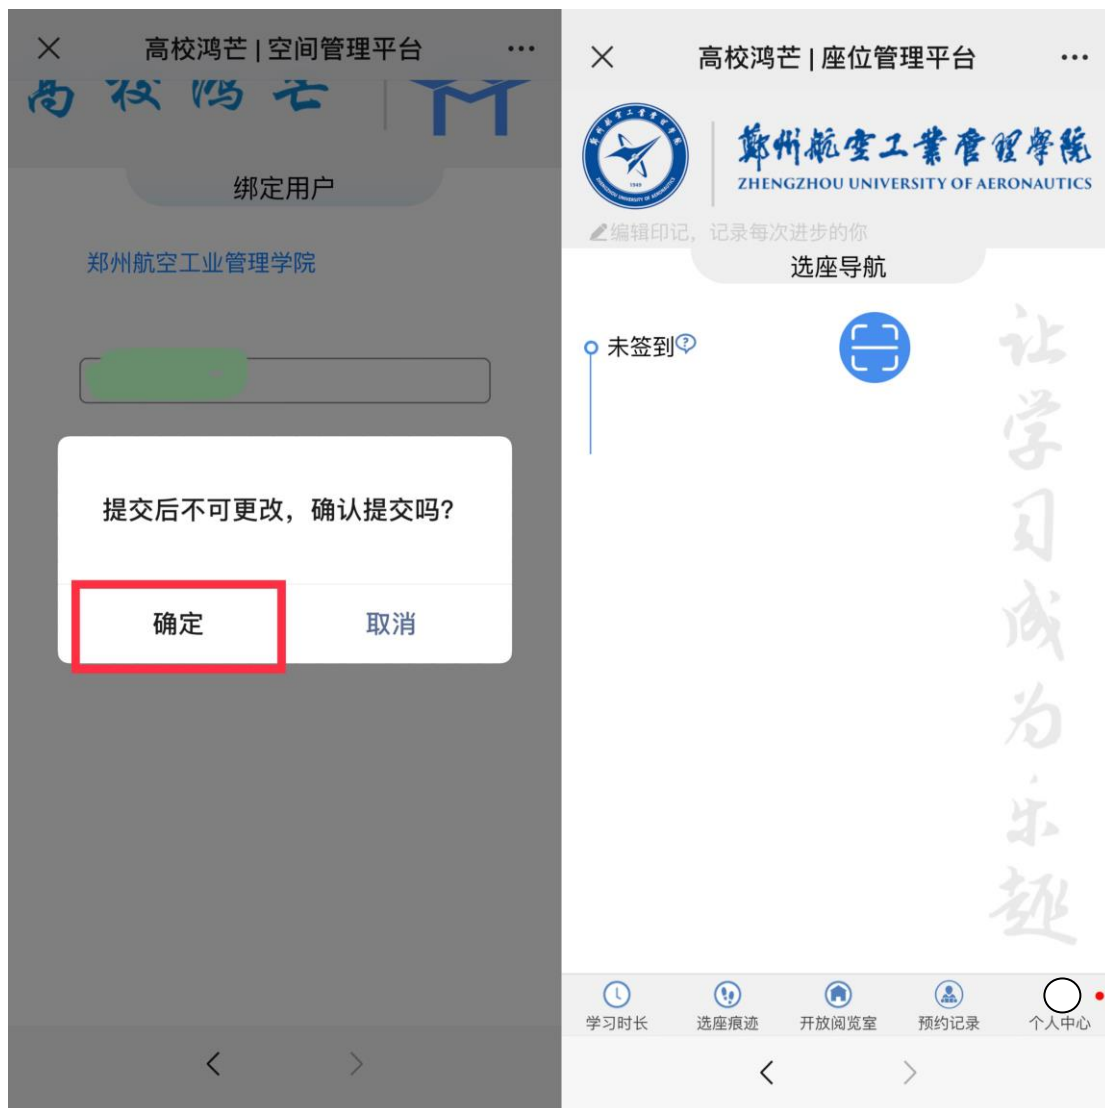 高校鸿芒 | 空间管理平台
高校鸿芒
绑定用户
郑州航空工业管理学院
提交后不可更改，确认提交吗?
确定
取消
高校鸿芒 | 座位管理平台
鄭州航空工業管理學院
ZHENGZHOU UNIVERSITY OF AERONAUTICS
1949
编辑印记，记录每次进步的你
选座导航
未签到?
让学习成为乐趣
学习时长
选座痕迹
开放阅览室
预约记录
个人中心